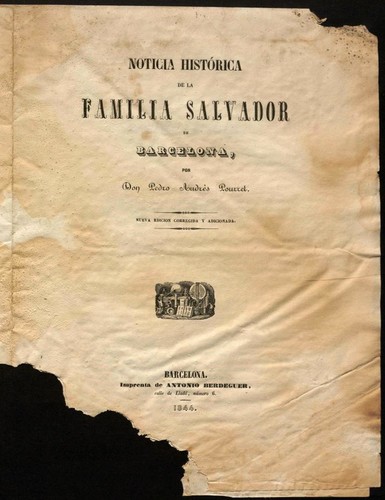 NOTICIA HISTÓRICA
DE LA
FAMILIA SALVADOR
DE
BARCELONA,
POR
Don Pedro Andrés Pourret.
NUEVA EDICION CORREGIDA Y ADICIONADA.
BARCELONA.
Imprenta de ANTONIO BERDEGUER,
calle de número 6.
1844.